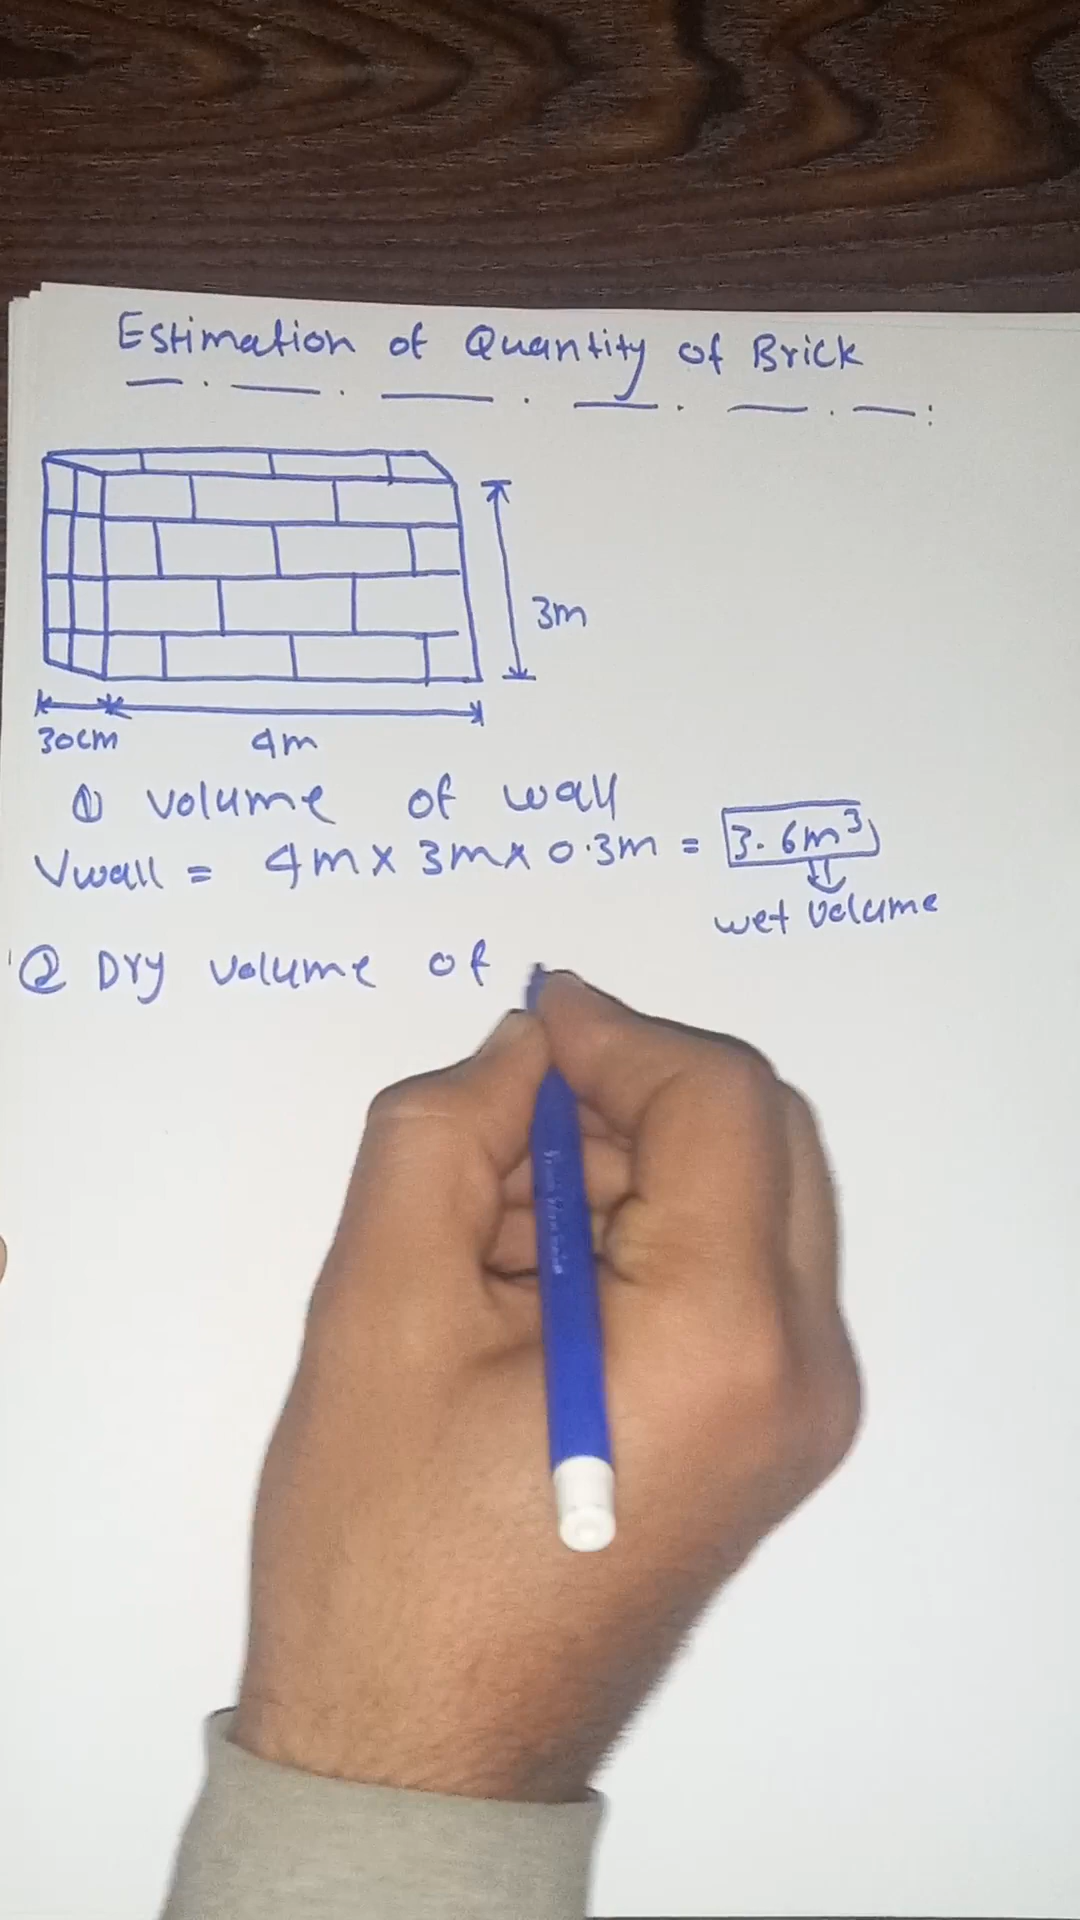 Estimation of Quantity of Brick
3m
30cm
4m
① volume of wall
Vwall = 4m x 3m x 0.3m = 3.6m³
wet volume
② Dry volume of